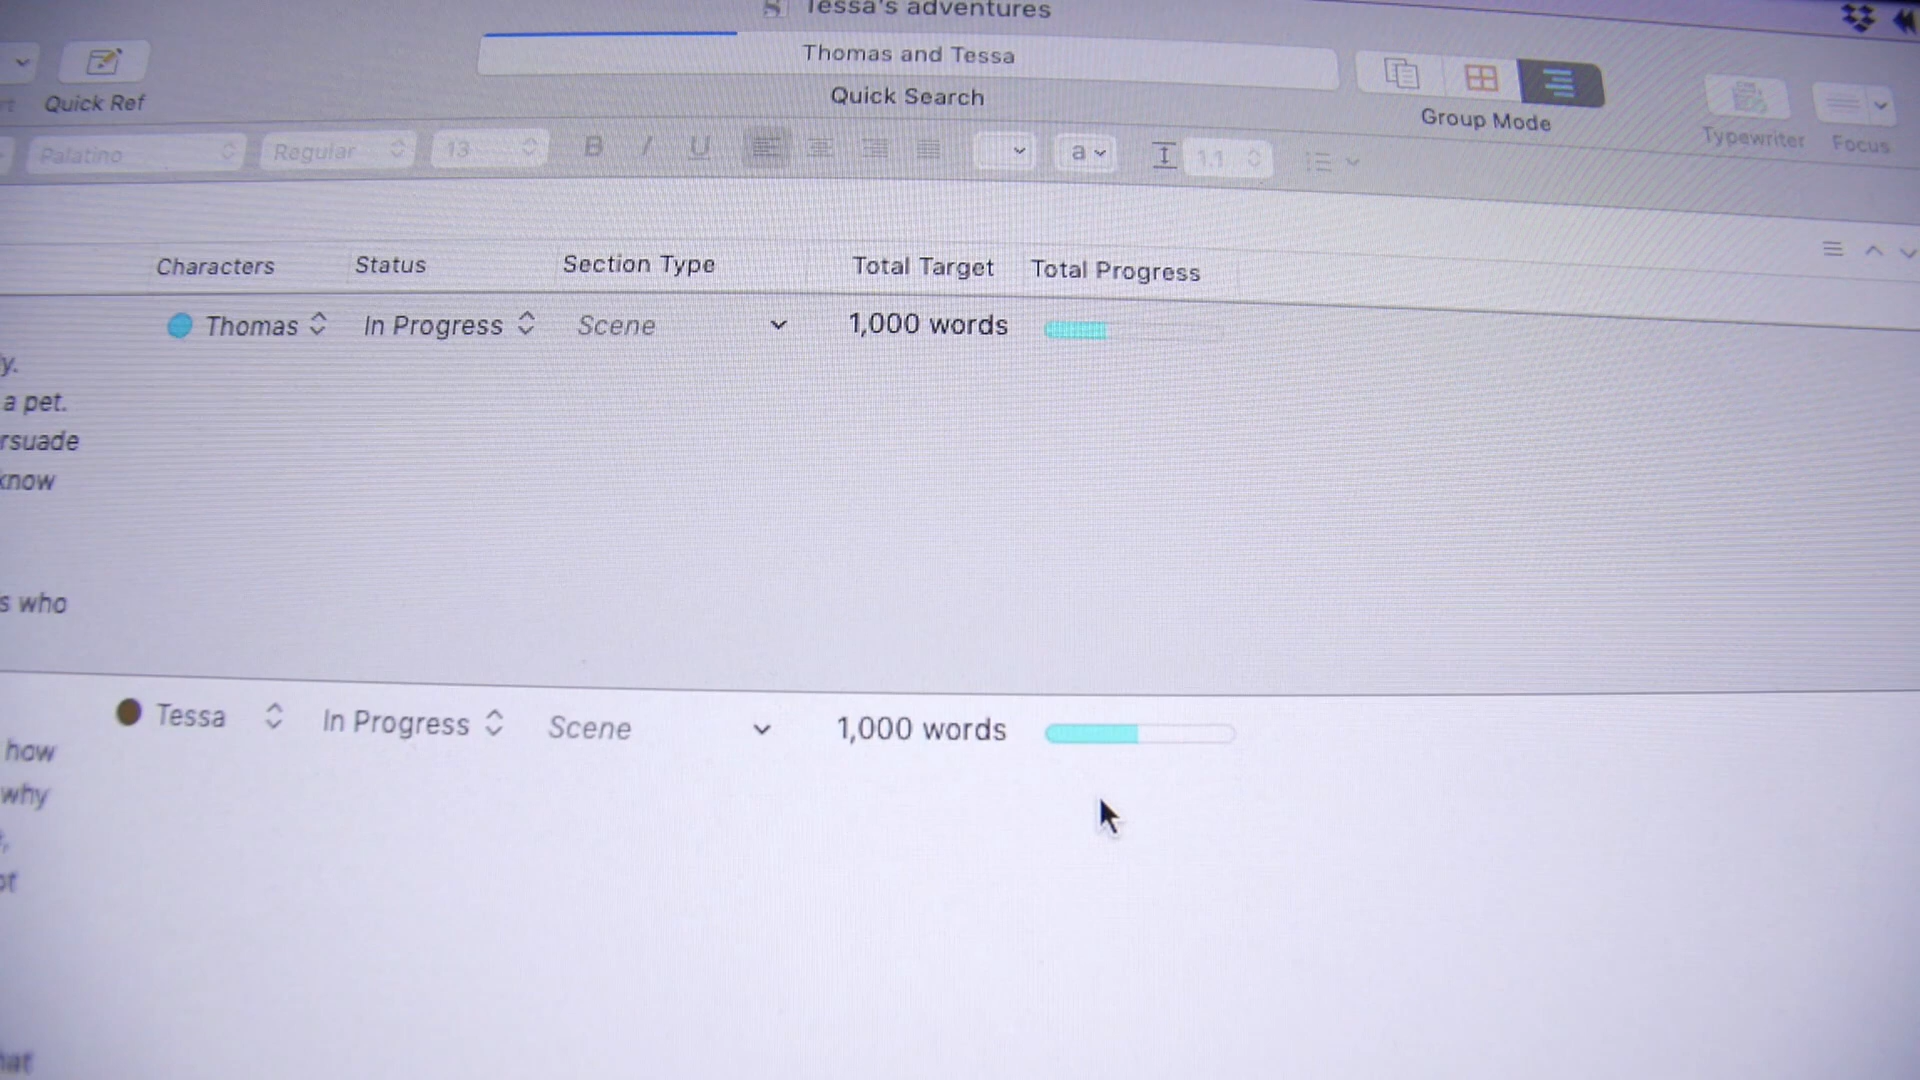 Tessa's adventures
Thomas and Tessa
Quick Ref
Quick Search
Group Mode
Typewriter
Focus
Palatino
Regular
13
B I U
a
1.1
Characters Status Section Type Total Target Total Progress
Thomas In Progress Scene 1,000 words
y.
a pet.
rsuade
know
s who
Tessa In Progress Scene 1,000 words
how
why
ot
hat